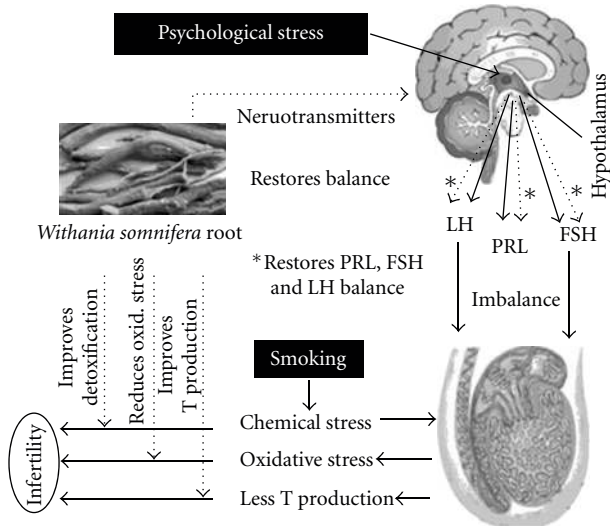 Psychological stress
Neruotransmitters
Hypothalamus
Restores balance
Withania somnifera root
*
*
*
LH
PRL
FSH
*Restores PRL, FSH
and LH balance
Imbalance
Improves
detoxification
Reduces oxid. stress
Improves
T production
Smoking
Chemical stress
Oxidative stress
Less T production
Infertility